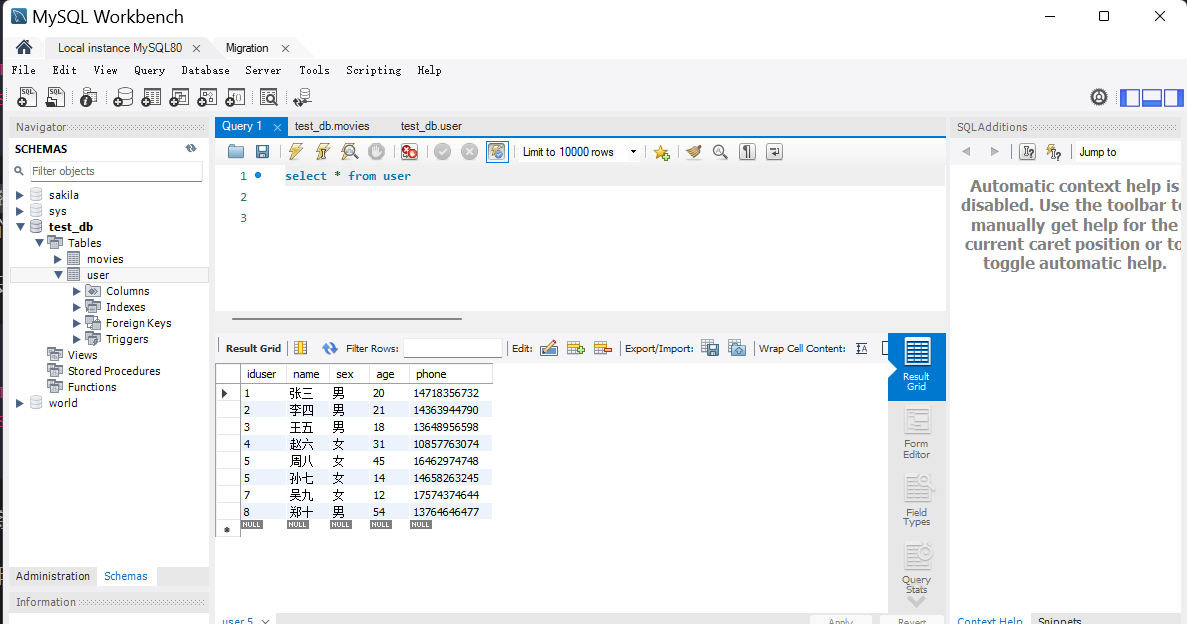 MySQL Workbench
Local instance MySQL80 Migration
File Edit View Query Database Server Tools Scripting Help
Navigator
SCHEMAS
Filter objects
sakila
sys
test_db
Tables
movies
user
Columns
Indexes
Foreign Keys
Triggers
Views
Stored Procedures
Functions
world
Administration Schemas
Information
Query 1 test_db.movies test_db.user
Limit to 10000 rows
1 select * from user
2
3
Result Grid Filter Rows: Edit: Export/Import: Wrap Cell Content:
iduser name sex age phone
1 张三 男 20 14718356732
2 李四 男 21 14363944790
3 王五 男 18 13648956598
4 赵六 女 31 10857763074
5 周八 女 45 16462974748
5 孙七 女 14 14658263245
7 吴九 女 12 17574374644
8 郑十 男 54 13764646477
NULL NULL NULL NULL NULL
Result
Grid
Form
Editor
Field
Types
Query
Stats
user 5 Apply Revert
SQLAdditions
Jump to
Automatic context help is
disabled. Use the toolbar to
manually get help for the
current caret position or to
toggle automatic help.
Context Help Snippets